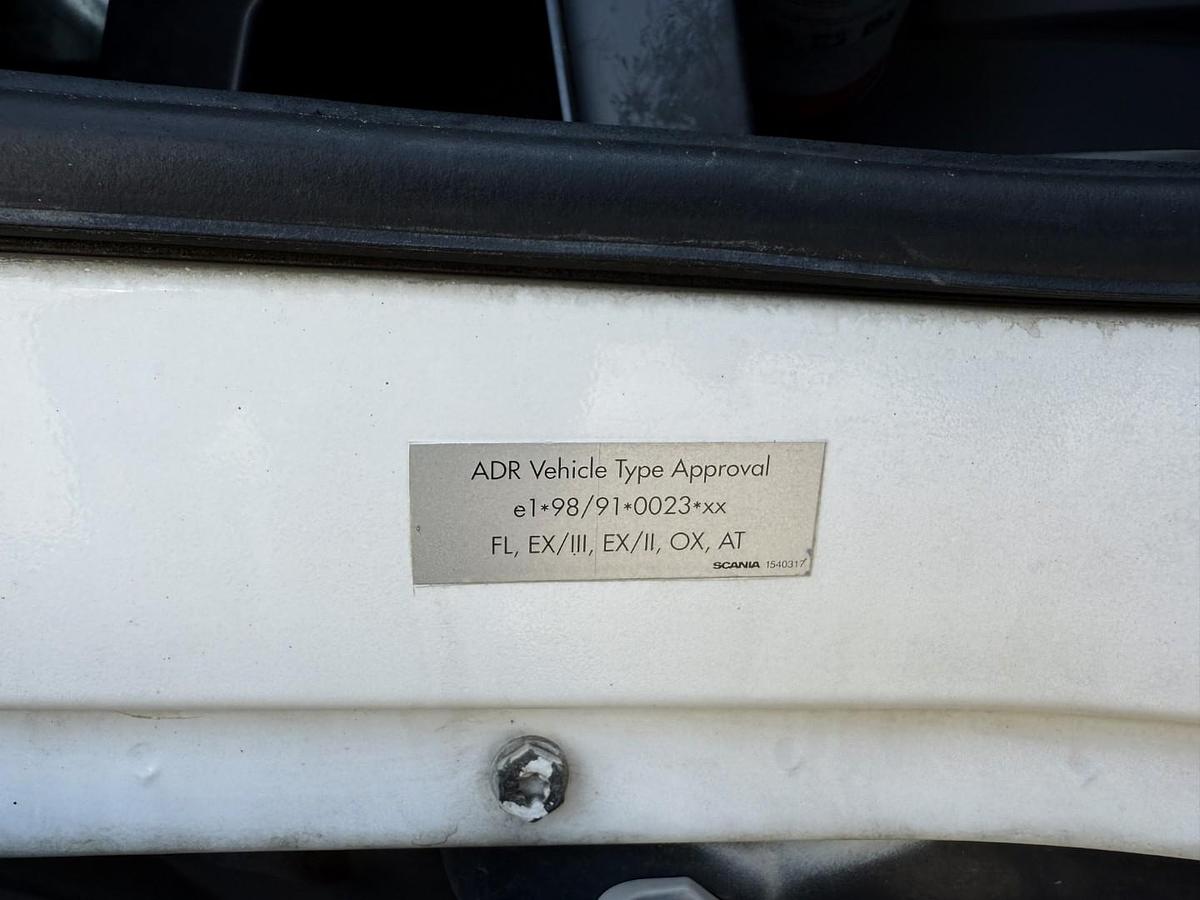 ADR Vehicle Type Approval
e1*98/91*0023*xx
FL, EX/III, EX/II, OX, AT
SCANIA 1540317